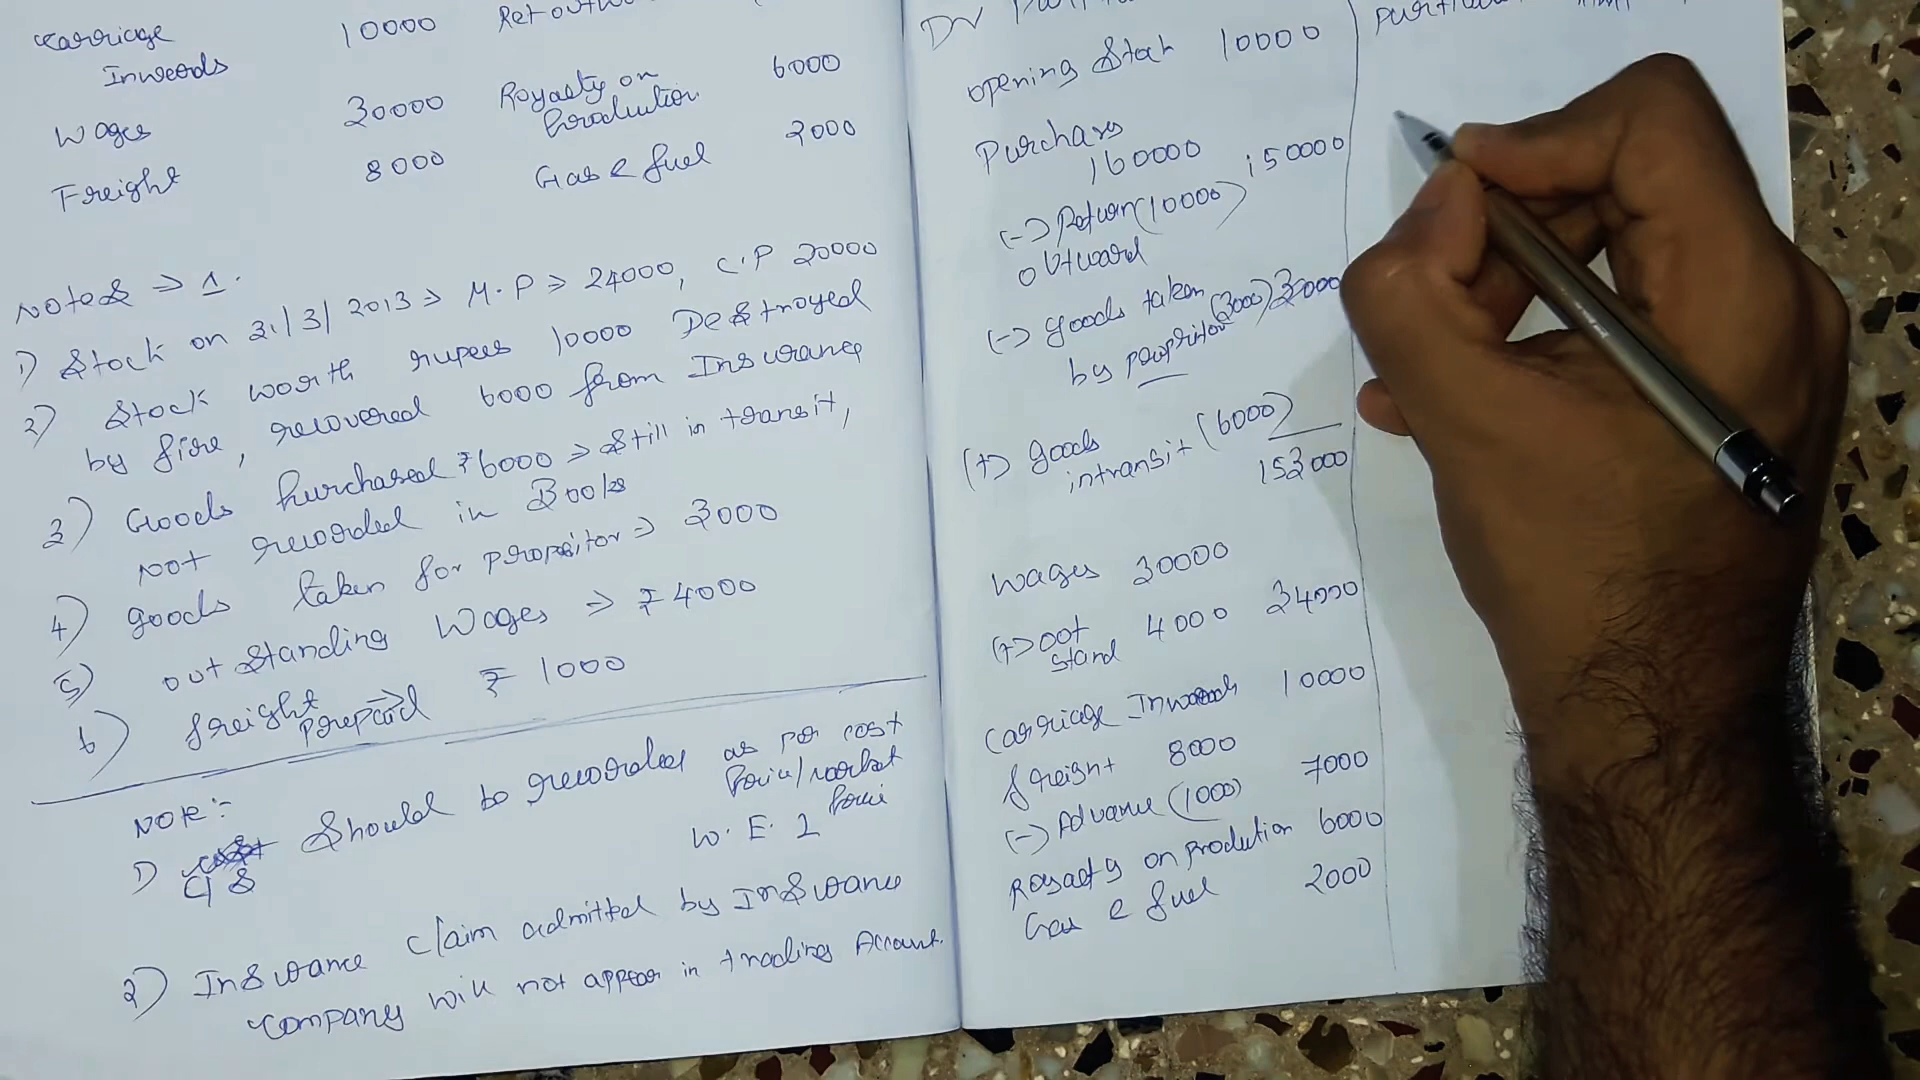 Carriage 10000
Inwards
Wages 30000 Royalty on 6000
Production
Freight 8000 Gas & fuel 2000
Notes => 1.
1) Stock on 31/3/2013 => M.P => 24000, C.P 20000
2) Stock worth rupees 10000 Destroyed
by fire, recovered 6000 from Insurance
3) Goods Purchased ₹6000 => Still in transit,
not recorded in Books
4) goods taken for propritor => 3000
5) out standing Wages => ₹4000
6) freight prepaid ₹ 1000
NOTE:-
1) C/S Should be recorded as per cost
Price/market
Price
W. E. L
2) Insurance claim admitted by Insurance
company will not appear in trading Account.
Dr
opening Stock 10000
Purchases
160000 150000
(-) Return (10000)
outward
(-) goods taken (3000) 3000
by propritor
(+) goods
intransit (6000)
153000
Wages 30000
(+) out 4000 34000
stand
Carriage Inwards 10000
freight 8000
(-) Advance (1000) 7000
Royalty on prodution 6000
Gas & fuel 2000